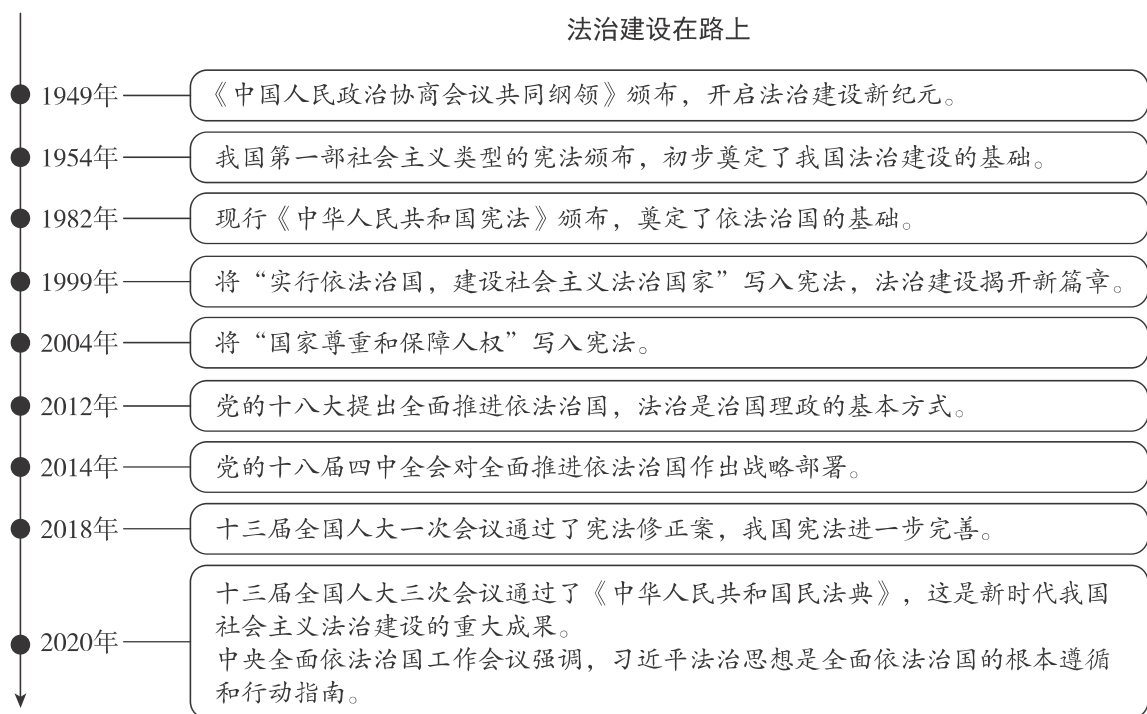 法治建设在路上
1949年
《中国人民政治协商会议共同纲领》颁布，开启法治建设新纪元。
1954年
我国第一部社会主义类型的宪法颁布，初步奠定了我国法治建设的基础。
1982年
现行《中华人民共和国宪法》颁布，奠定了依法治国的基础。
1999年
将“实行依法治国，建设社会主义法治国家”写入宪法，法治建设揭开新篇章。
2004年
将“国家尊重和保障人权”写入宪法。
2012年
党的十八大提出全面推进依法治国，法治是治国理政的基本方式。
2014年
党的十八届四中全会对全面推进依法治国作出战略部署。
2018年
十三届全国人大一次会议通过了宪法修正案，我国宪法进一步完善。
2020年
十三届全国人大三次会议通过了《中华人民共和国民法典》，这是新时代我国
社会主义法治建设的重大成果。
中央全面依法治国工作会议强调，习近平法治思想是全面依法治国的根本遵循
和行动指南。